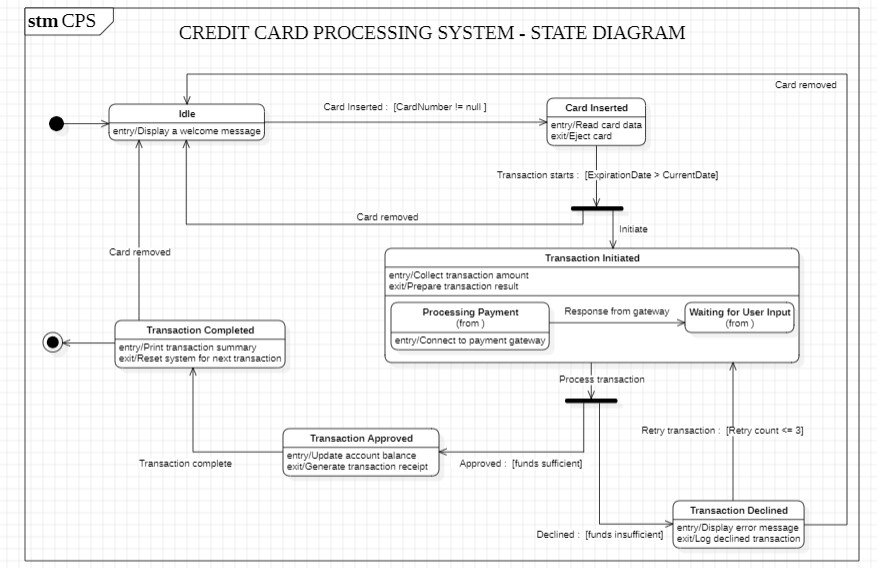 stm CPS
CREDIT CARD PROCESSING SYSTEM - STATE DIAGRAM
Card removed
Idle
entry/Display a welcome message
Card Inserted : [CardNumber != null ]
Card Inserted
entry/Read card data
exit/Eject card
Transaction starts : [ExpirationDate > CurrentDate]
Card removed
Initiate
Card removed
Transaction Initiated
entry/Collect transaction amount
exit/Prepare transaction result
Processing Payment
(from )
entry/Connect to payment gateway
Response from gateway
Waiting for User Input
(from )
Transaction Completed
entry/Print transaction summary
exit/Reset system for next transaction
Process transaction
Retry transaction : [Retry count <= 3]
Transaction Approved
entry/Update account balance
exit/Generate transaction receipt
Transaction complete
Approved : [funds sufficient]
Transaction Declined
entry/Display error message
exit/Log declined transaction
Declined : [funds insufficient]